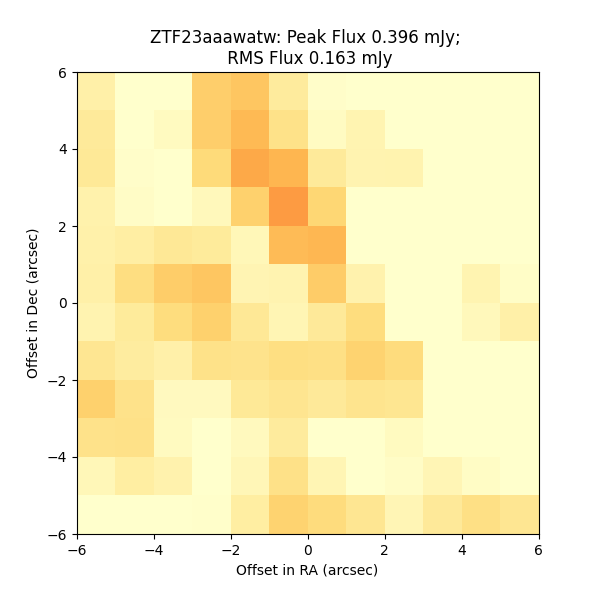 ZTF23aaawatw: Peak Flux 0.396 mJy;
RMS Flux 0.163 mJy
6
4
2
0
−2
−4
−6
Offset in Dec (arcsec)
−6 −4 −2 0 2 4 6
Offset in RA (arcsec)